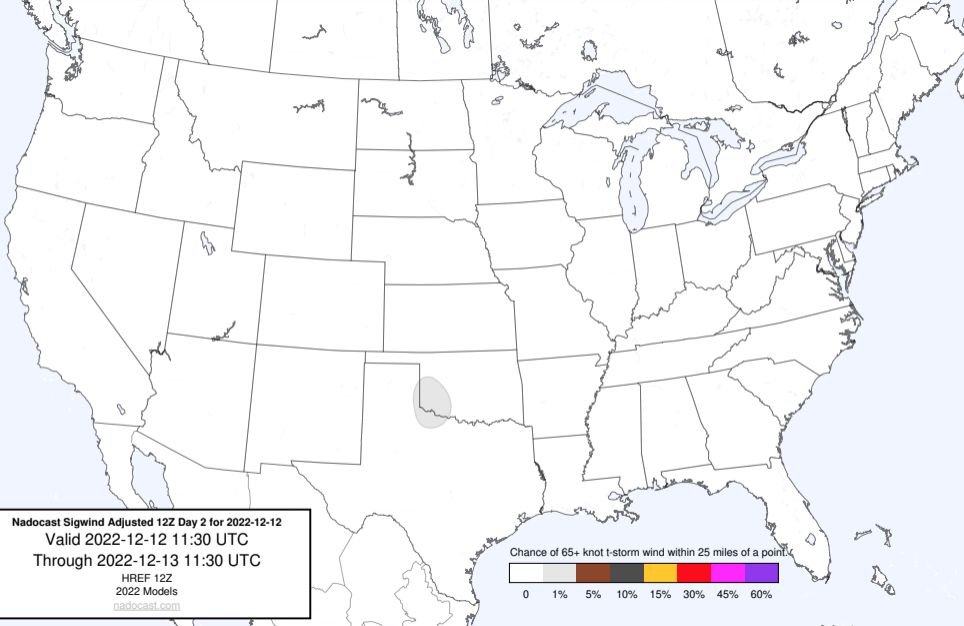 Nadocast Sigwind Adjusted 12Z Day 2 for 2022-12-12
Valid 2022-12-12 11:30 UTC
Through 2022-12-13 11:30 UTC
HREF 12Z
2022 Models
nadocast.com
Chance of 65+ knot t-storm wind within 25 miles of a point.
0 1% 5% 10% 15% 30% 45% 60%